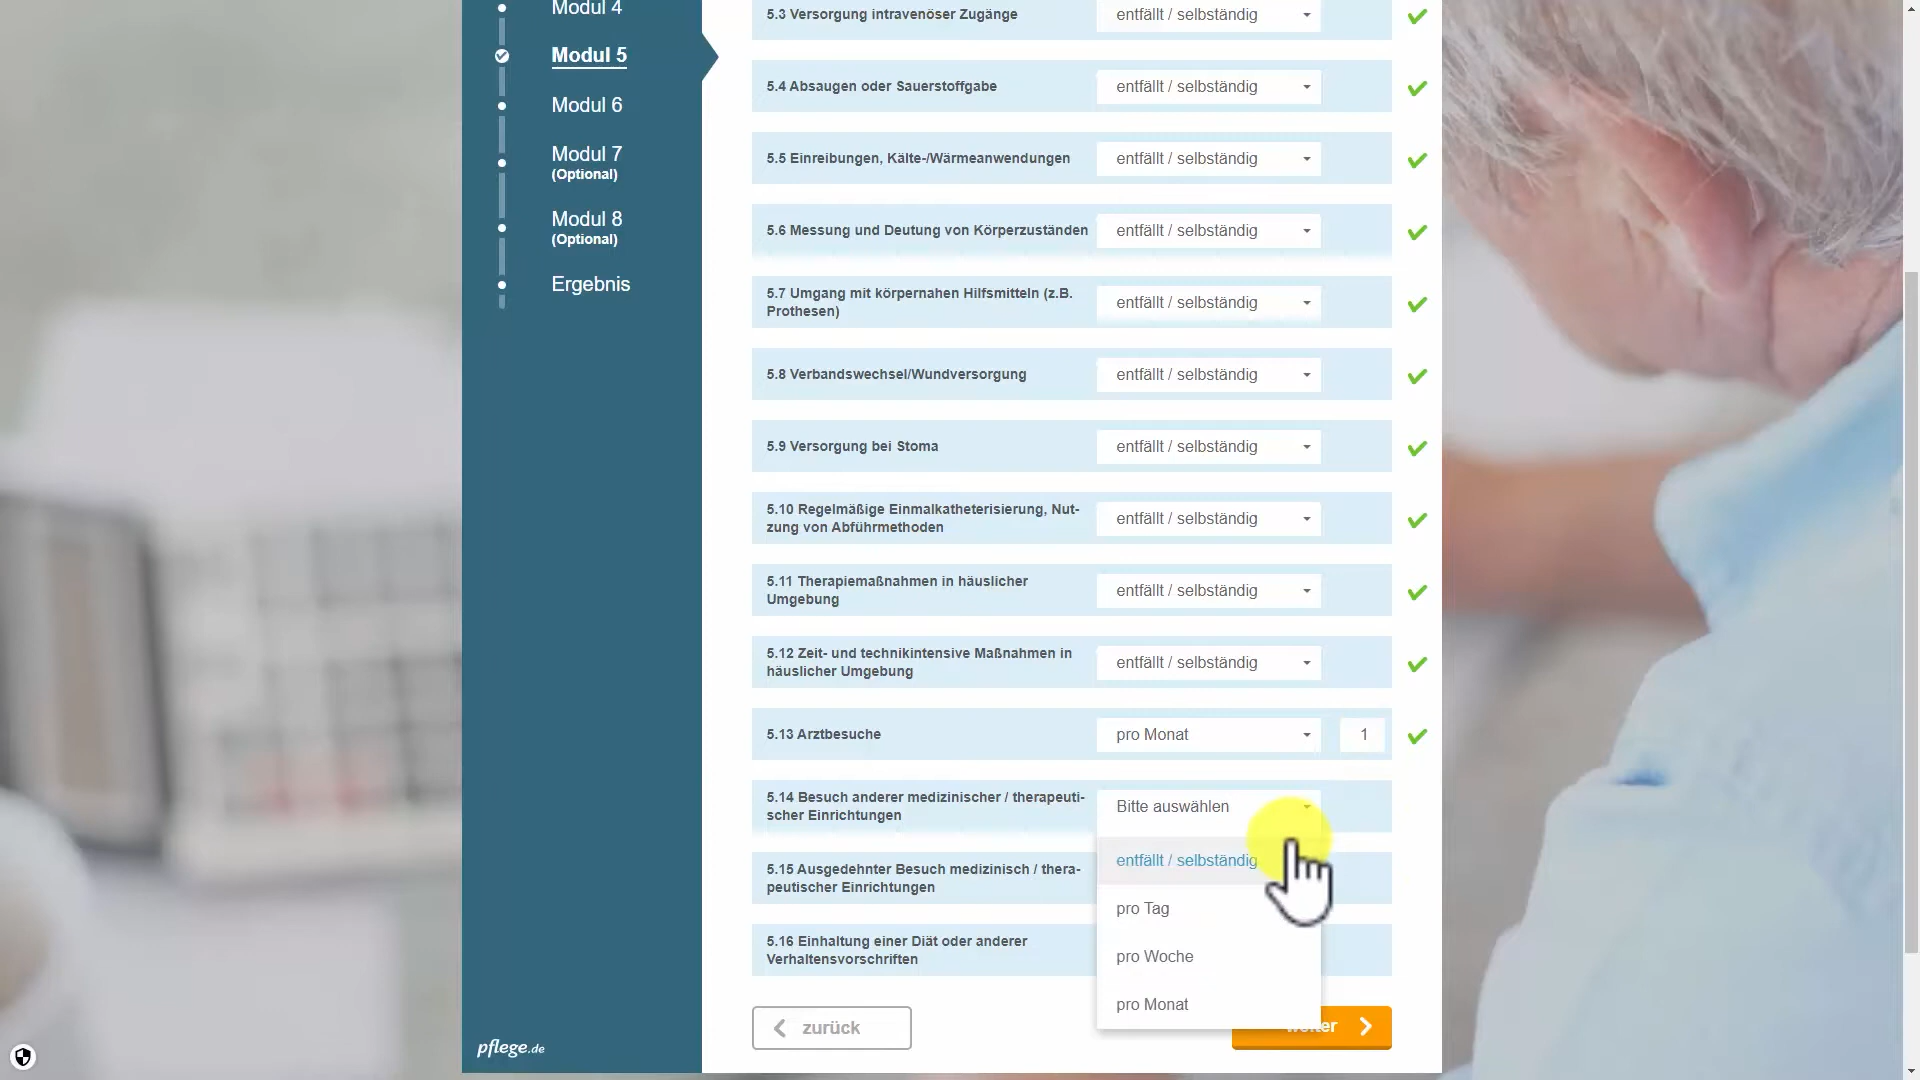 Modul 4
Modul 5
Modul 6
Modul 7
(Optional)
Modul 8
(Optional)
Ergebnis
pflege.de
5.3 Versorgung intravenöser Zugänge
entfällt / selbständig
5.4 Absaugen oder Sauerstoffgabe
entfällt / selbständig
5.5 Einreibungen, Kälte-/Wärmeanwendungen
entfällt / selbständig
5.6 Messung und Deutung von Körperzuständen
entfällt / selbständig
5.7 Umgang mit körpernahen Hilfsmitteln (z.B.
Prothesen)
entfällt / selbständig
5.8 Verbandswechsel/Wundversorgung
entfällt / selbständig
5.9 Versorgung bei Stoma
entfällt / selbständig
5.10 Regelmäßige Einmalkatheterisierung, Nut-
zung von Abführmethoden
entfällt / selbständig
5.11 Therapiemaßnahmen in häuslicher
Umgebung
entfällt / selbständig
5.12 Zeit- und technikintensive Maßnahmen in
häuslicher Umgebung
entfällt / selbständig
5.13 Arztbesuche
pro Monat 1
5.14 Besuch anderer medizinischer / therapeuti-
scher Einrichtungen
Bitte auswählen
entfällt / selbständig
pro Tag
pro Woche
pro Monat
5.15 Ausgedehnter Besuch medizinisch / thera-
peutischer Einrichtungen
5.16 Einhaltung einer Diät oder anderer
Verhaltensvorschriften
zurück
weiter